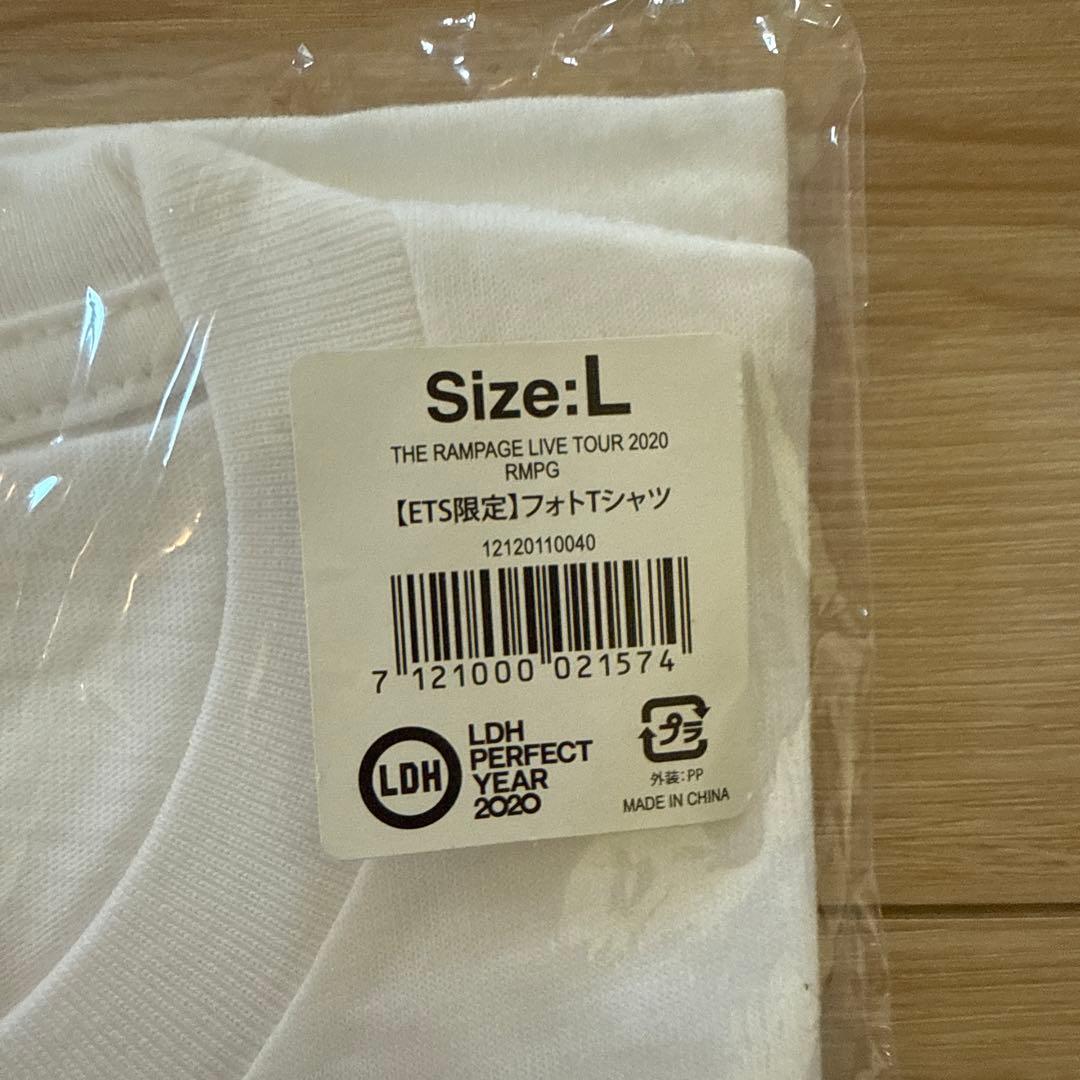 Size:L
THE RAMPAGE LIVE TOUR 2020
RMPG
【ETS限定】フォトTシャツ
12120110040
7 121000 021574
LDH
LDH
PERFECT
YEAR
2020
プラ
外装:PP
MADE IN CHINA